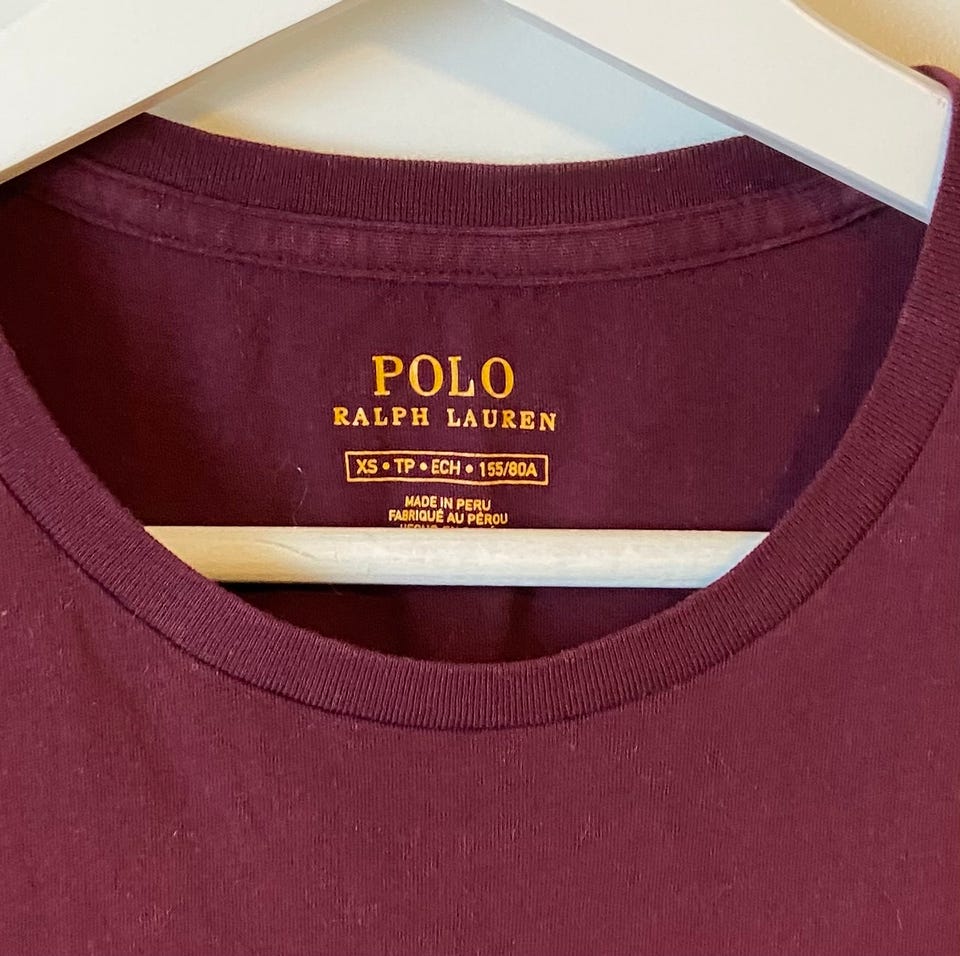 POLO
RALPH LAUREN
XS • TP • ECH • 155/80A
MADE IN PERU
FABRIQUÉ AU PÉROU